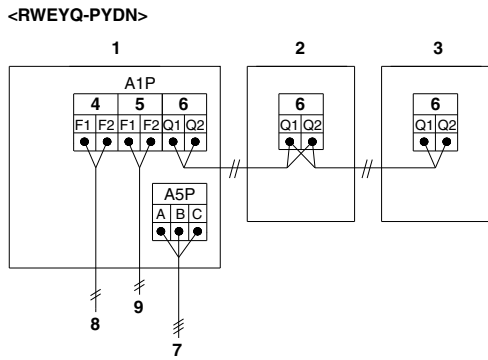 <RWEYQ-PYDN>
1 2 3
A1P
4 5 6 6 6
F1 F2 F1 F2 Q1 Q2 Q1 Q2 Q1 Q2
A5P
A B C
8 9
7